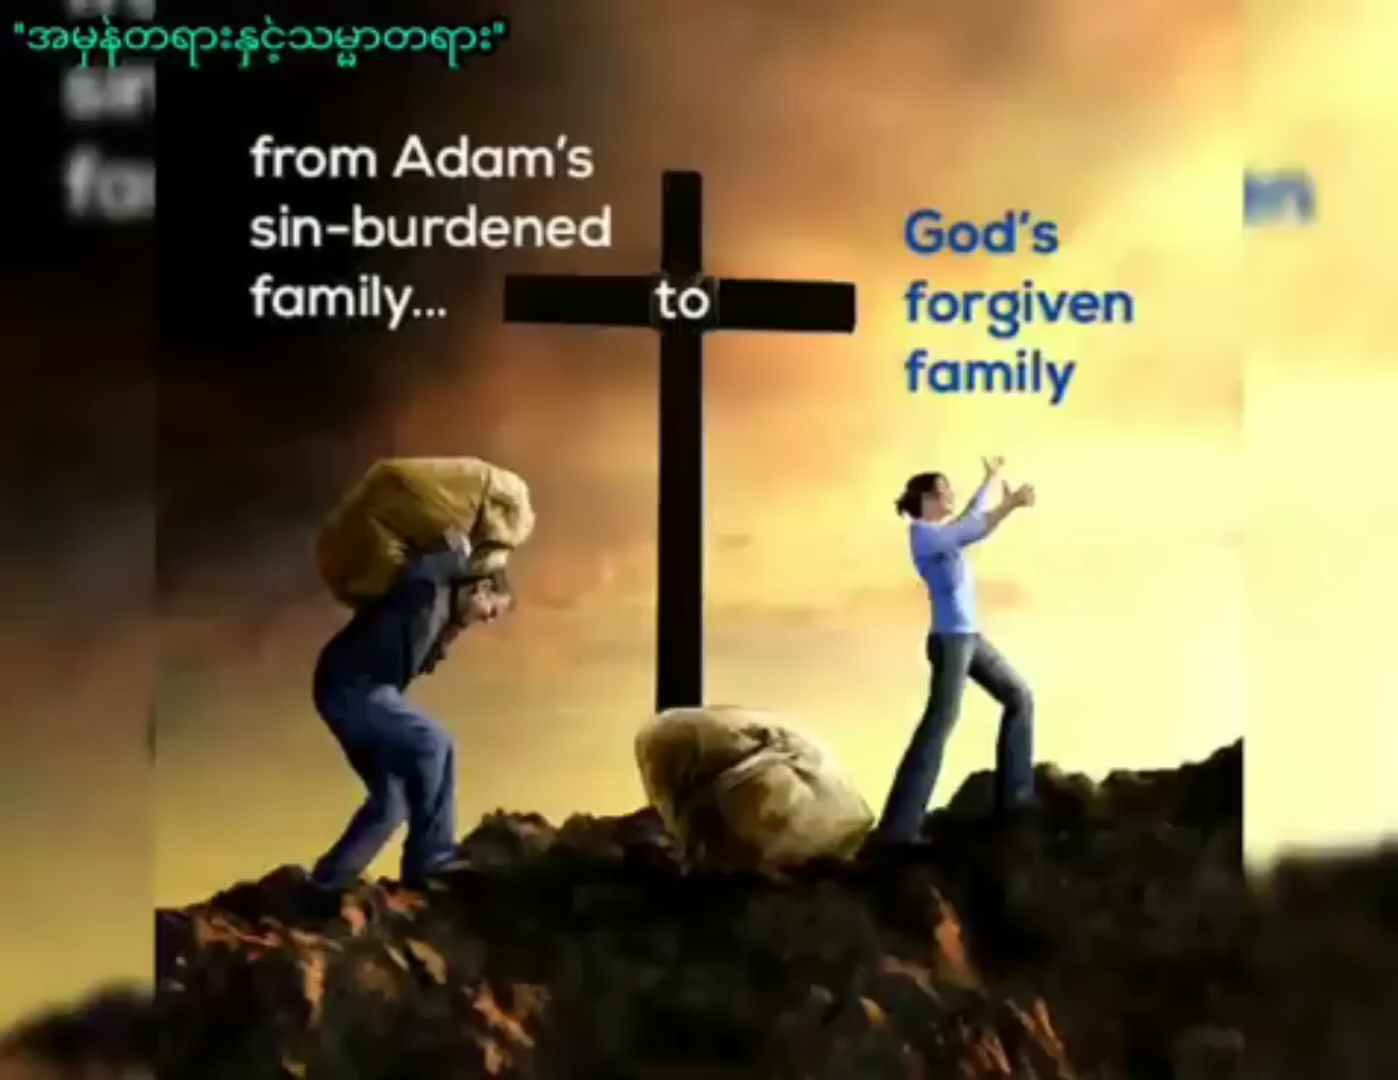 "အမှန်တရားနှင့်သမ္မာတရား"
from Adam's
sin-burdened
family...
to
God's
forgiven
family